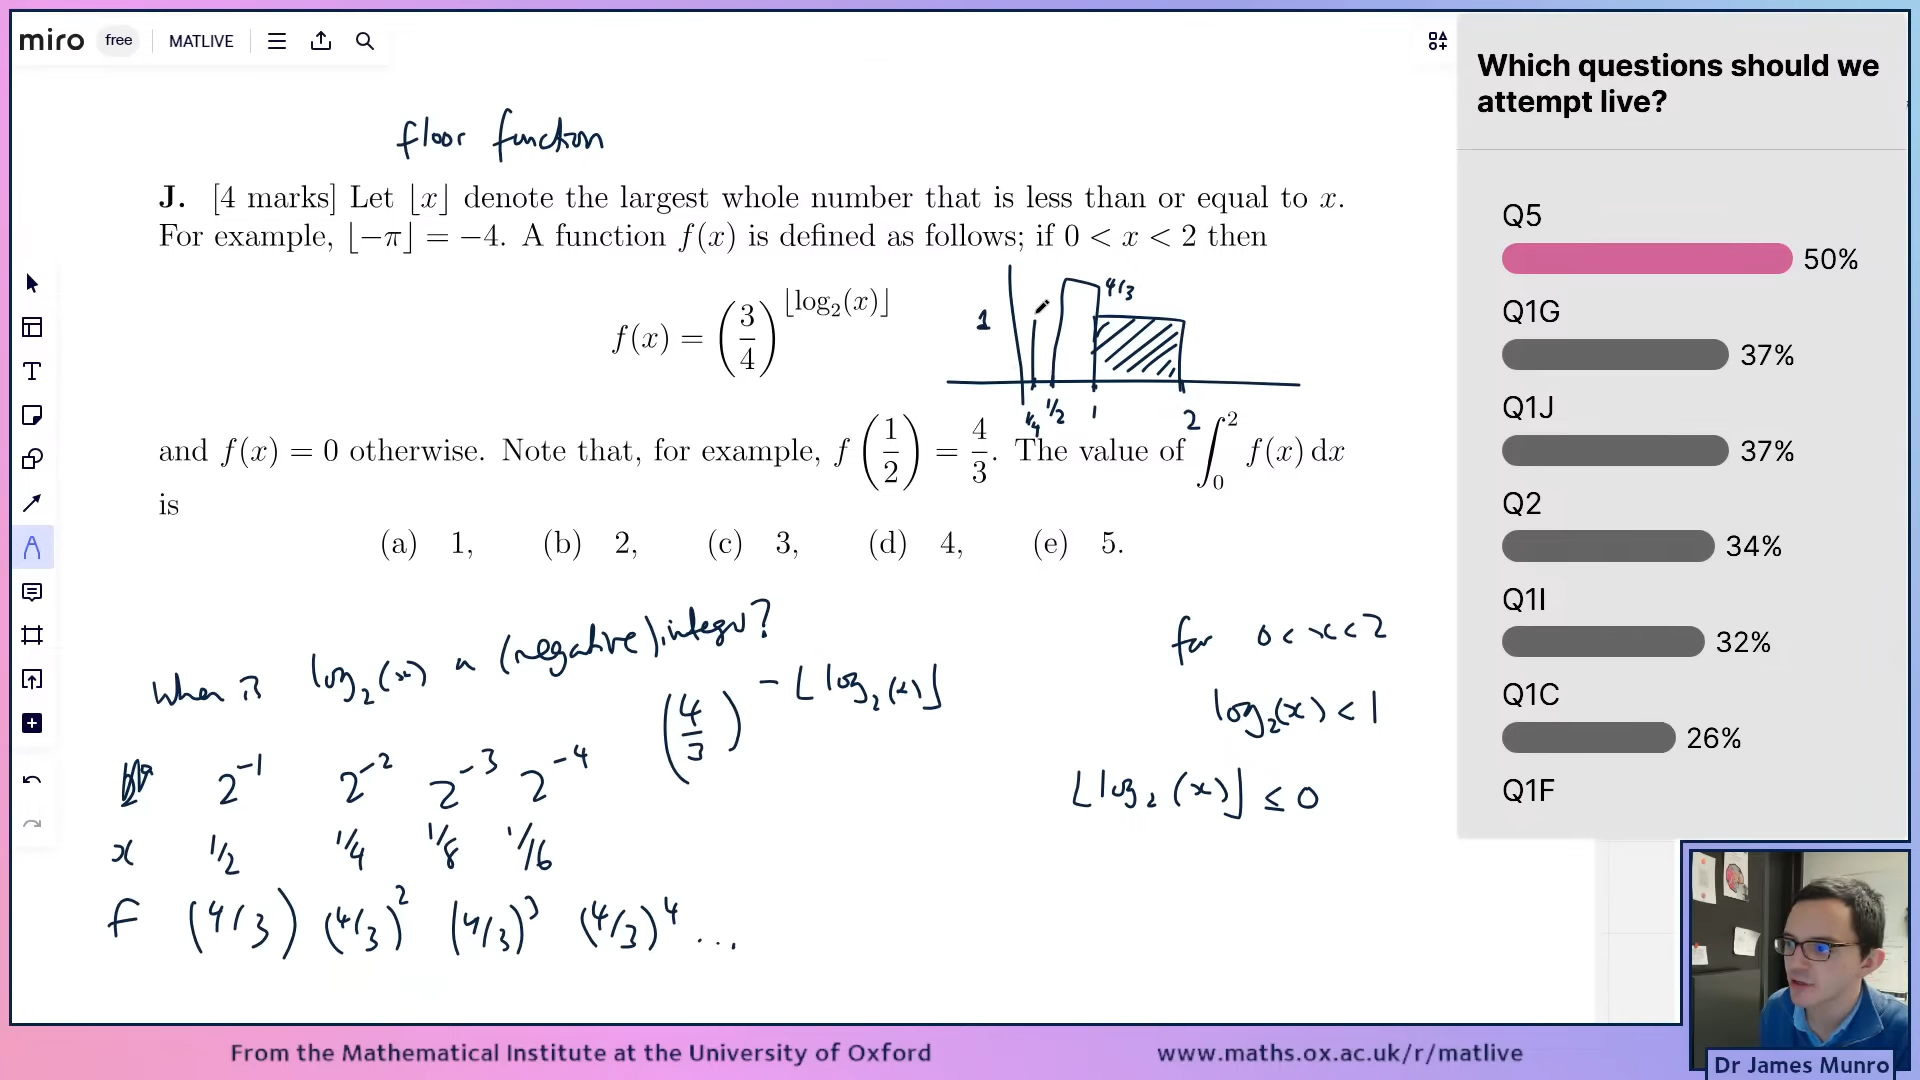 miro free MATLIVE
floor function
J. [4 marks] Let ⌊x⌋ denote the largest whole number that is less than or equal to x.
For example, ⌊−π⌋ = −4. A function f(x) is defined as follows; if 0 < x < 2 then
f(x) = (3/4)^⌊log₂(x)⌋
1 4/3
1/4 1/2 1 2
and f(x) = 0 otherwise. Note that, for example, f(1/2) = 4/3. The value of ∫₀² f(x) dx
is
(a) 1, (b) 2, (c) 3, (d) 4, (e) 5.
When is log₂(x) a (negative) integer?
(4/3)^−⌊log₂(x)⌋
2⁻¹ 2⁻² 2⁻³ 2⁻⁴
x 1/2 1/4 1/8 1/16
f (4/3) (4/3)² (4/3)³ (4/3)⁴ ...
for 0 < x < 2
log₂(x) < 1
⌊log₂(x)⌋ ≤ 0
Which questions should we
attempt live?
Q5
50%
Q1G
37%
Q1J
37%
Q2
34%
Q1I
32%
Q1C
26%
Q1F
From the Mathematical Institute at the University of Oxford
www.maths.ox.ac.uk/r/matlive
Dr James Munro